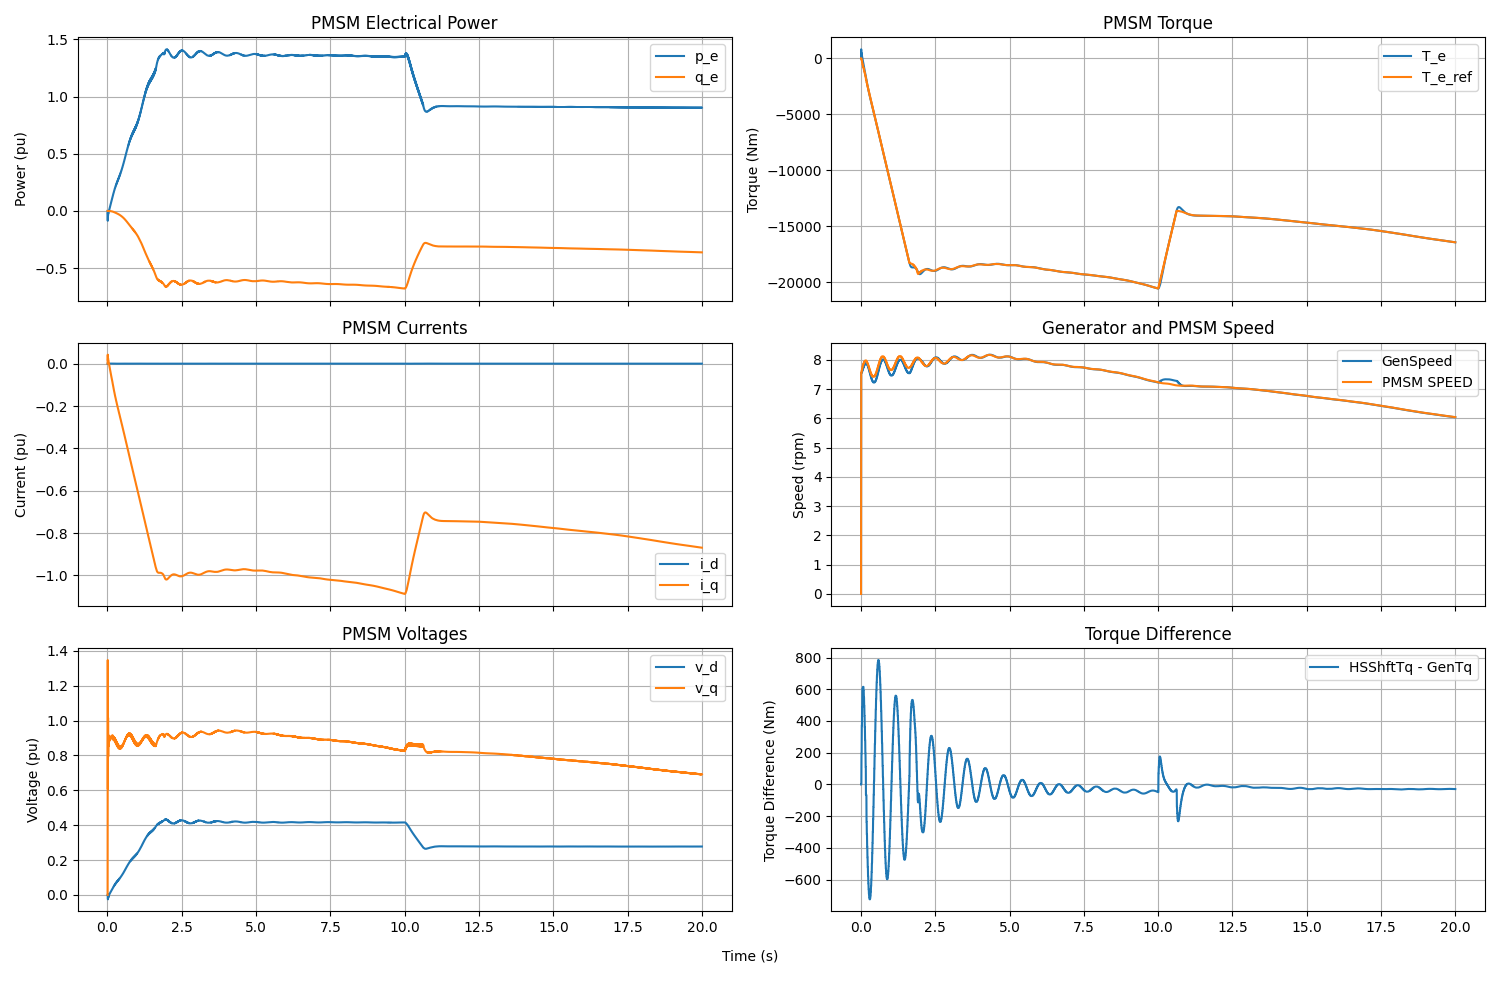 PMSM Electrical Power
1.5
1.0
0.5
0.0
−0.5
Power (pu)
p_e
q_e
PMSM Torque
0
−5000
−10000
−15000
−20000
Torque (Nm)
T_e
T_e_ref
PMSM Currents
0.0
−0.2
−0.4
−0.6
−0.8
−1.0
Current (pu)
i_d
i_q
Generator and PMSM Speed
8
7
6
5
4
3
2
1
0
Speed (rpm)
GenSpeed
PMSM SPEED
PMSM Voltages
1.4
1.2
1.0
0.8
0.6
0.4
0.2
0.0
Voltage (pu)
v_d
v_q
0.0 2.5 5.0 7.5 10.0 12.5 15.0 17.5 20.0
Torque Difference
800
600
400
200
0
−200
−400
−600
Torque Difference (Nm)
HSShftTq - GenTq
0.0 2.5 5.0 7.5 10.0 12.5 15.0 17.5 20.0
Time (s)